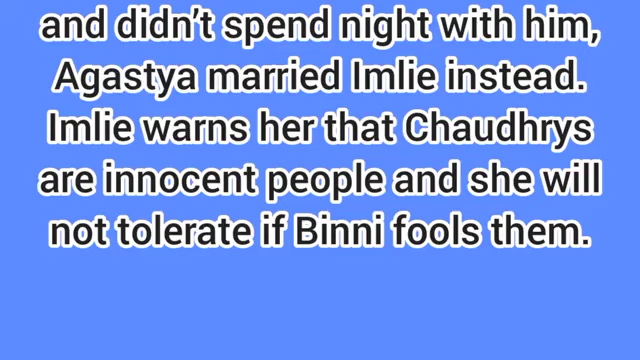 and didn't spend night with him,
Agastya married Imlie instead.
Imlie warns her that Chaudhrys
are innocent people and she will
not tolerate if Binni fools them.